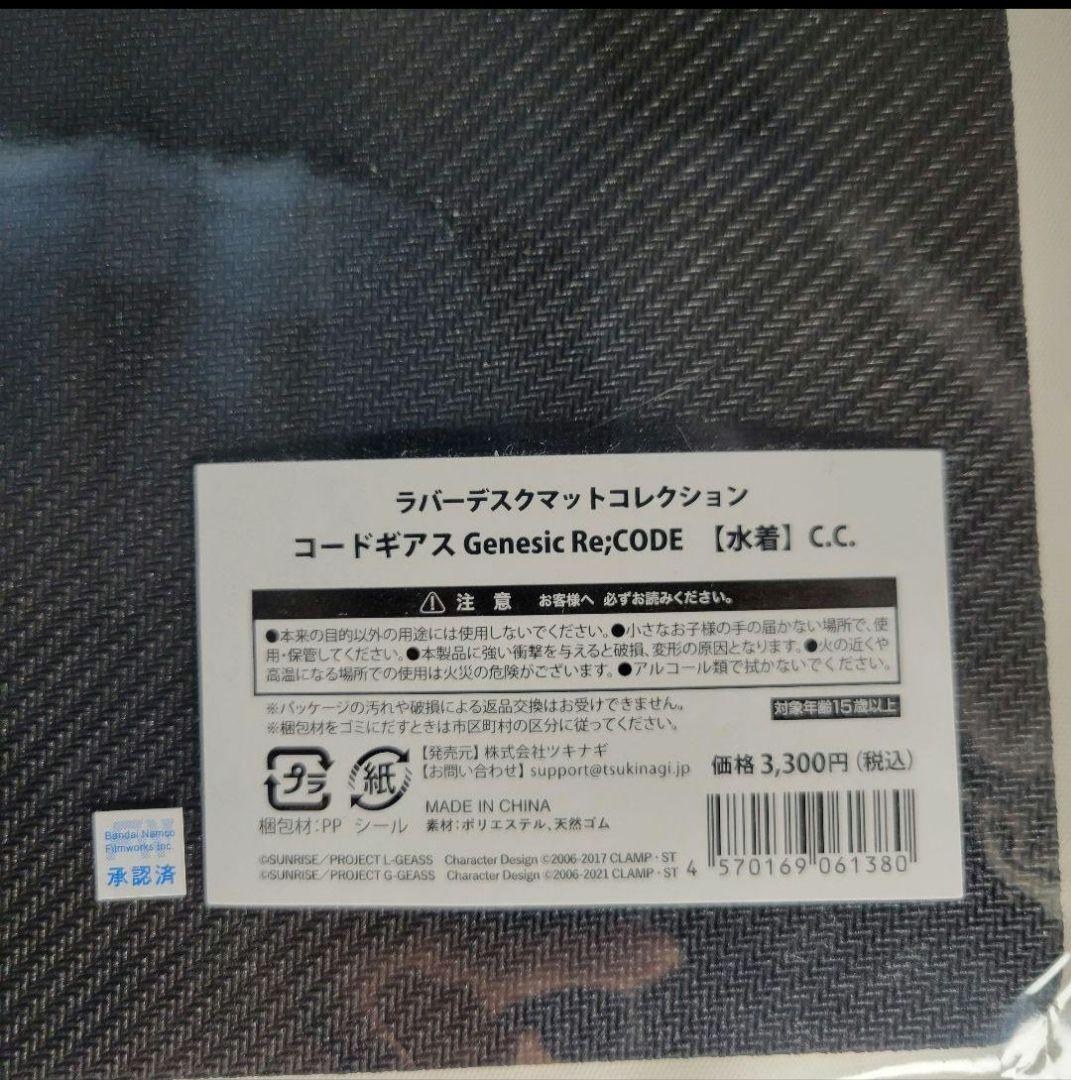 ラバーデスクマットコレクション
コードギアス Genesic Re;CODE 【水着】 C.C.
注 意 お客様へ 必ずお読みください。
●本来の目的以外の用途には使用しないでください。●小さなお子様の手の届かない場所で、使
用・保管してください。●本製品に強い衝撃を与えると破損、変形の原因となります。●火の近くや
高温になる場所での使用は火災の危険がございます。●アルコール類で拭かないでください。
※パッケージの汚れや破損による返品交換はお受けできません。
※梱包材をゴミにだすときは市区町村の区分に従ってください。
対象年齢15歳以上
プラ
紙
【発売元】株式会社ツキナギ
【お問い合わせ】support@tsukinagi.jp
価格 3,300円(税込)
MADE IN CHINA
梱包材:PP シール
素材:ポリエステル、天然ゴム
©SUNRISE/PROJECT L-GEASS Character Design ©2006-2017 CLAMP・ST
©SUNRISE/PROJECT G-GEASS Character Design ©2006-2021 CLAMP・ST
4 570169 061380
Bandai Namco
Filmworks Inc.
承認済